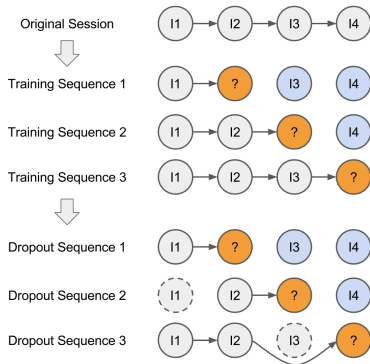 Original Session I1 I2 I3 I4
Training Sequence 1 I1 ? I3 I4
Training Sequence 2 I1 I2 ? I4
Training Sequence 3 I1 I2 I3 ?
Dropout Sequence 1 I1 ? I3 I4
Dropout Sequence 2 I1 I2 ? I4
Dropout Sequence 3 I1 I2 I3 ?